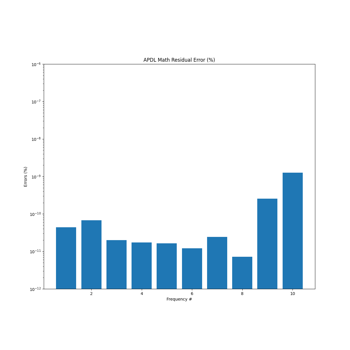 APDL Math Residual Error (%)
10⁻⁶
10⁻⁷
10⁻⁸
10⁻⁹
10⁻¹⁰
10⁻¹¹
10⁻¹²
Errors (%)
2 4 6 8 10
Frequency #